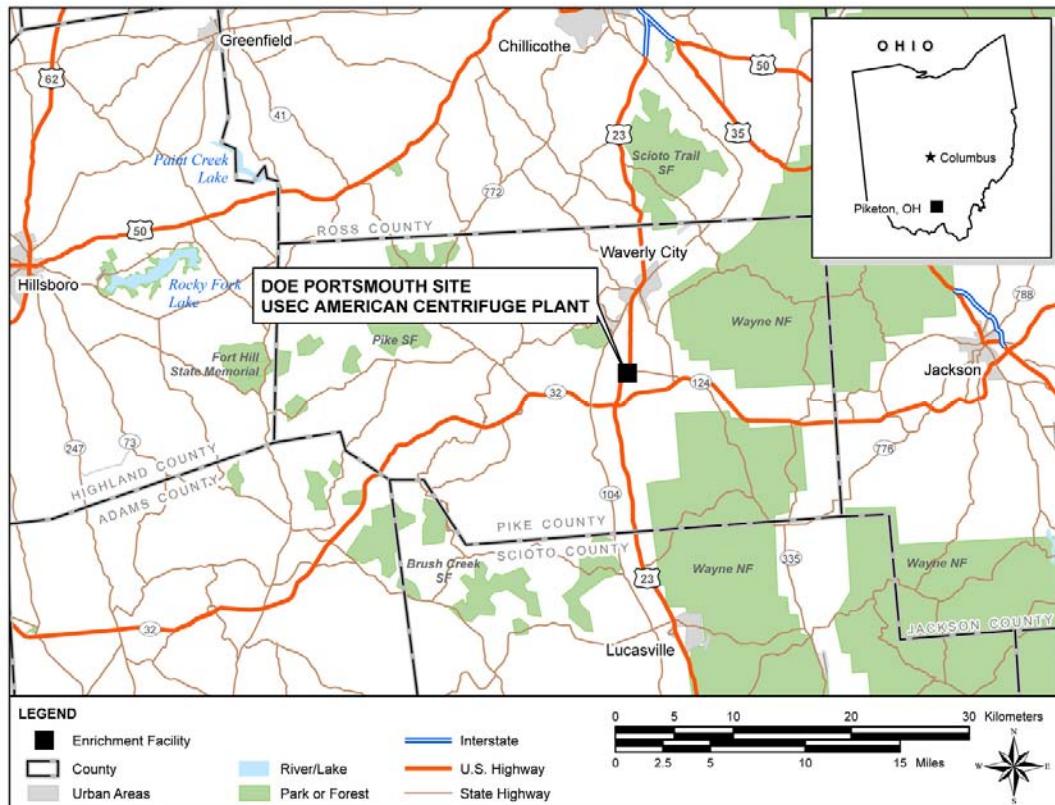 Greenfield
Chillicothe
62
50
41
23
35
Scioto Trail
SF
Paint Creek
Lake
772
OHIO
Columbus
Piketon, OH
50
ROSS COUNTY
Waverly City
Hillsboro
Rocky Fork
Lake
DOE PORTSMOUTH SITE
USEC AMERICAN CENTRIFUGE PLANT
788
Wayne NF
Pike SF
Fort Hill
State Memorial
Jackson
32
124
247
73
776
HIGHLAND COUNTY
ADAMS COUNTY
104
PIKE COUNTY
SCIOTO COUNTY
Brush Creek
SF
335
Wayne NF
Wayne NF
23
32
JACKSON COUNTY
Lucasville
LEGEND
Enrichment Facility
County
Urban Areas
River/Lake
Park or Forest
Interstate
U.S. Highway
State Highway
0 5 10 20 30 Kilometers
0 2.5 5 10 15 Miles
N
W E
S